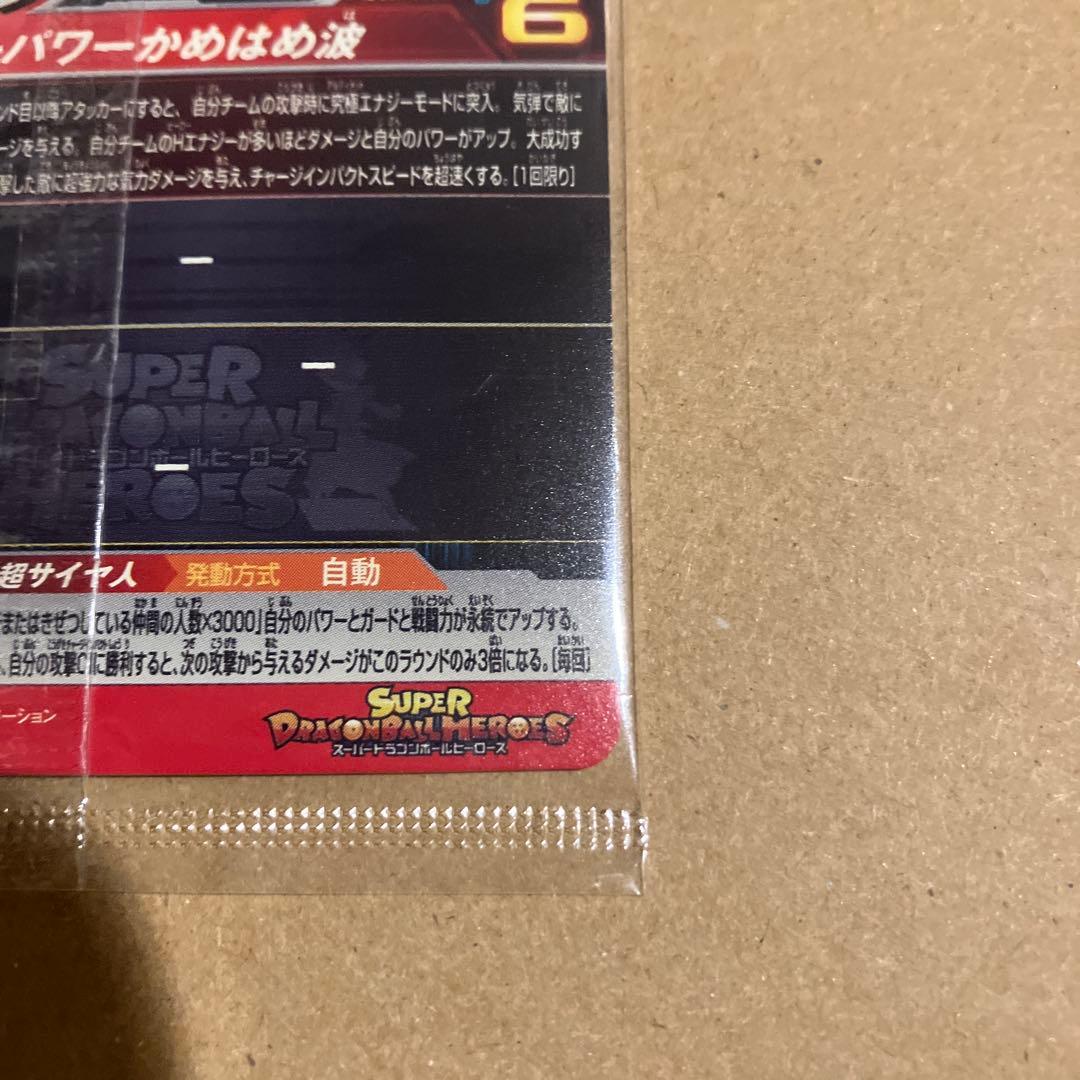 6
パワーかめはめ波
ンド目以降アタッカーにすると、自分チームの攻撃時に究極エナジーモードに突入。気弾で敵に
ージを与える。自分チームのHエナジーが多いほどダメージと自分のパワーがアップ。大成功す
撃した敵に超強力な気力ダメージを与え、チャージインパクトスピードを超速くする。[1回限り]
SUPER
DRAGONBALL
ドラゴンボールヒーローズ
HEROES
超サイヤ人 発動方式 自動
またはきぜつしている仲間の人数×3000」自分のパワーとガードと戦闘力が永続でアップする。
、自分の攻撃CIに勝利すると、次の攻撃から与えるダメージがこのラウンドのみ3倍になる。[毎回]
ーション
SUPER
DRAGONBALL HEROES
スーパードラゴンボールヒーローズ